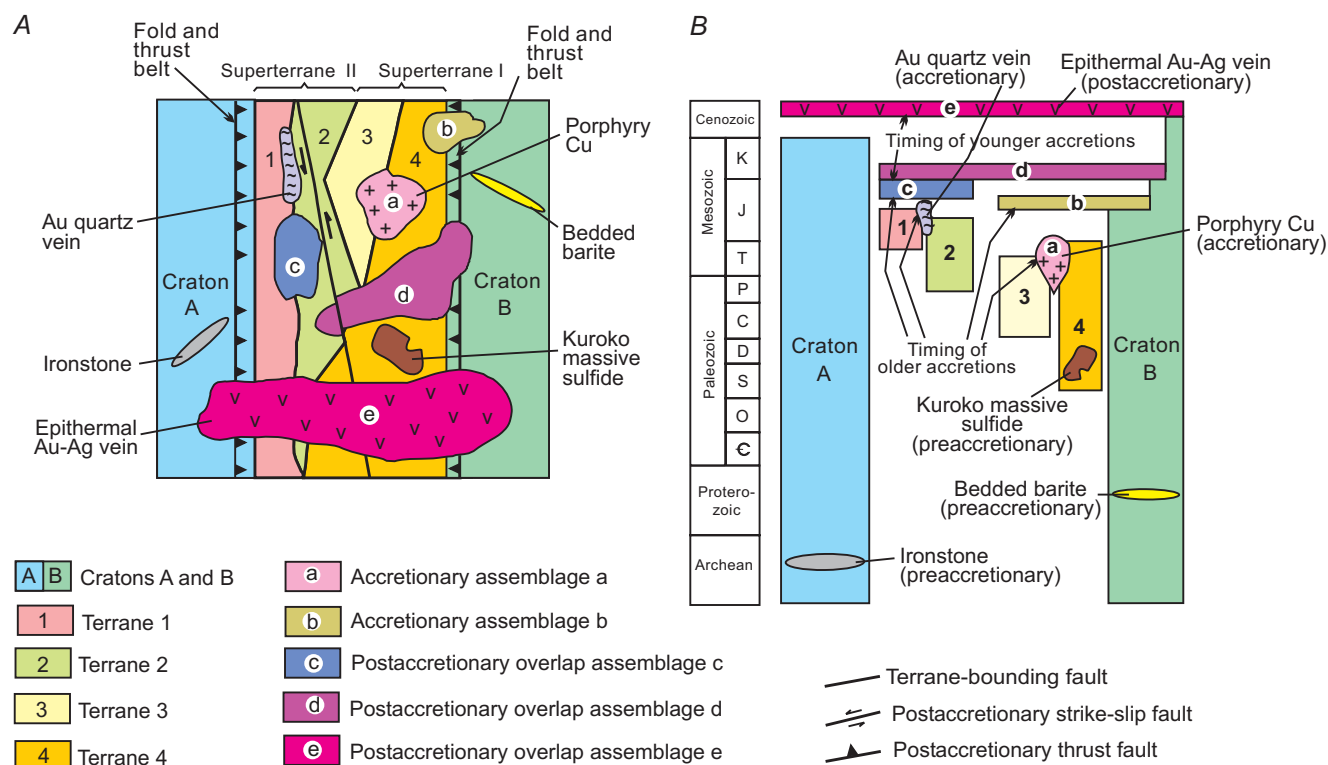 A
Fold and
thrust
belt
Superterrane II
Superterrane I
Fold and
thrust
belt
Porphyry
Cu
1
2
3
4
b
a
Au quartz
vein
Bedded
barite
c
d
Craton
A
Craton
B
Ironstone
Kuroko
massive
sulfide
Epithermal
Au-Ag vein
e
V V V V V V
V V V V V V
A B Cratons A and B
1 Terrane 1
2 Terrane 2
3 Terrane 3
4 Terrane 4
a Accretionary assemblage a
b Accretionary assemblage b
c Postaccretionary overlap assemblage c
d Postaccretionary overlap assemblage d
e Postaccretionary overlap assemblage e
B
Au quartz vein
(accretionary)
Epithermal Au-Ag vein
(postaccretionary)
Cenozoic
V V V V e V V V V V
Timing of younger accretions
Mesozoic
K
J
T
d
c
b
1
2
a
3
4
Porphyry Cu
(accretionary)
Paleozoic
P
C
D
S
O
Ꞓ
Timing of
older accretions
Craton
A
Craton
B
Kuroko massive
sulfide
(preaccretionary)
Protero-
zoic
Bedded barite
(preaccretionary)
Archean
Ironstone
(preaccretionary)
Terrane-bounding fault
Postaccretionary strike-slip fault
Postaccretionary thrust fault